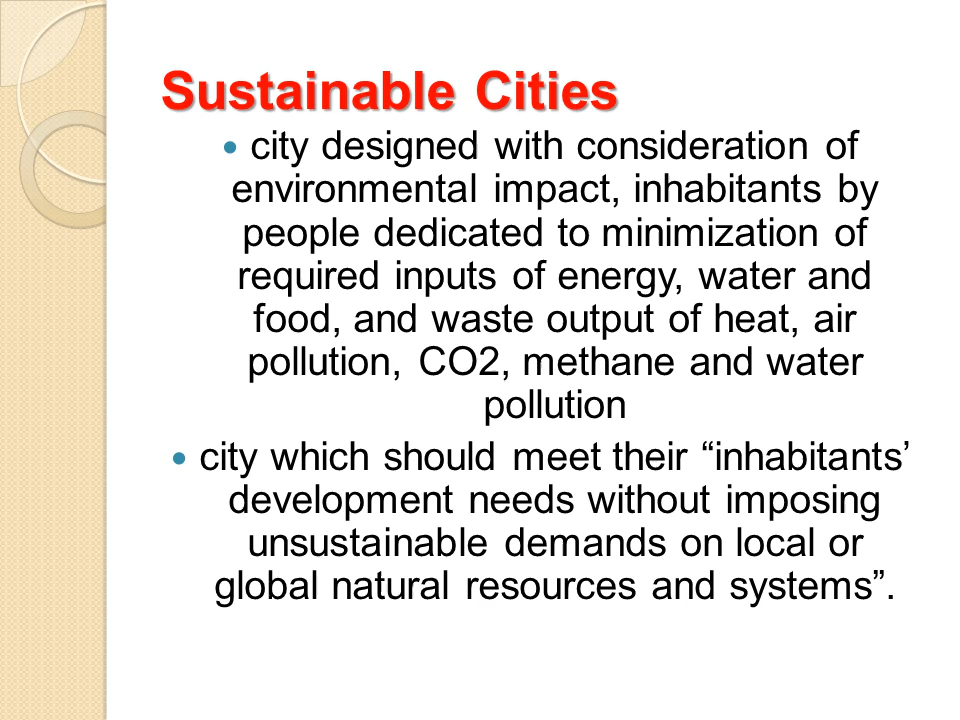 Sustainable Cities
• city designed with consideration of
environmental impact, inhabitants by
people dedicated to minimization of
required inputs of energy, water and
food, and waste output of heat, air
pollution, CO2, methane and water
pollution
• city which should meet their “inhabitants’
development needs without imposing
unsustainable demands on local or
global natural resources and systems”.